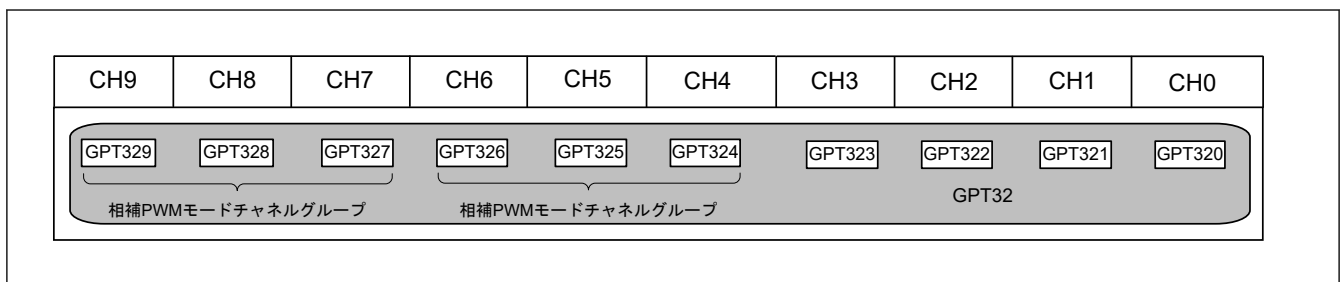 CH9 CH8 CH7 CH6 CH5 CH4 CH3 CH2 CH1 CH0
GPT329 GPT328 GPT327 GPT326 GPT325 GPT324 GPT323 GPT322 GPT321 GPT320
相補PWMモードチャネルグループ 相補PWMモードチャネルグループ GPT32